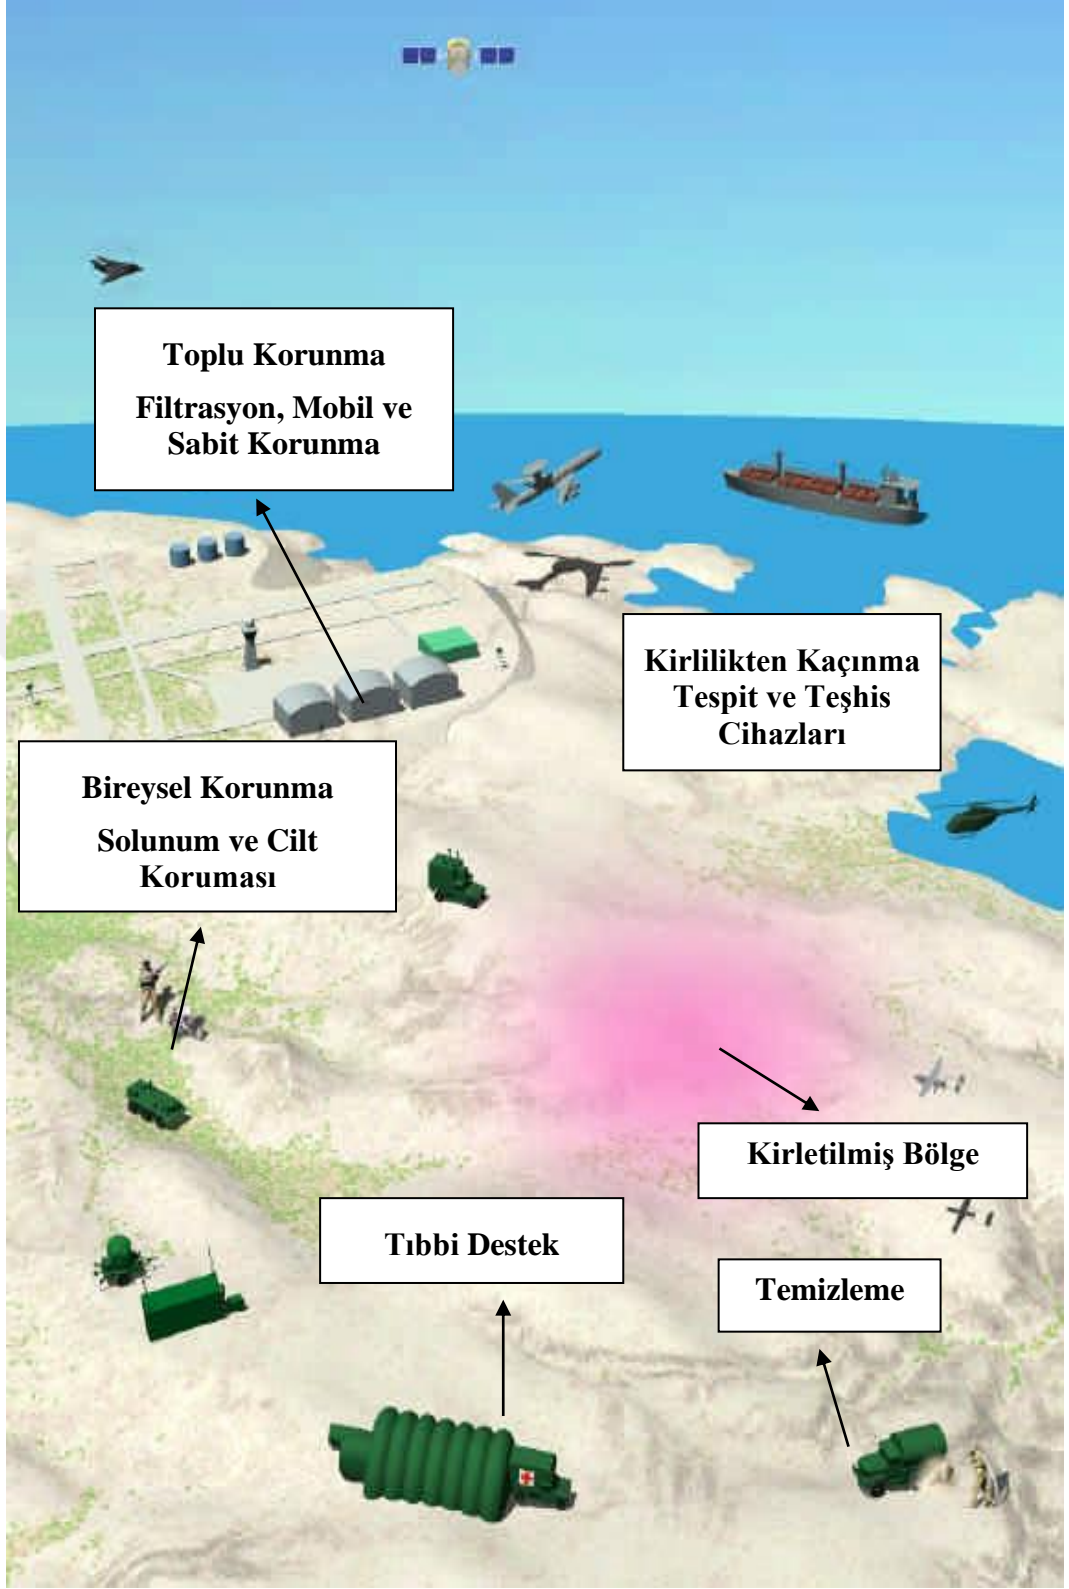 Toplu Korunma
Filtrasyon, Mobil ve
Sabit Korunma
Kirlilikten Kaçınma
Tespit ve Teşhis
Cihazları
Bireysel Korunma
Solunum ve Cilt
Koruması
Kirletilmiş Bölge
Tıbbi Destek
Temizleme